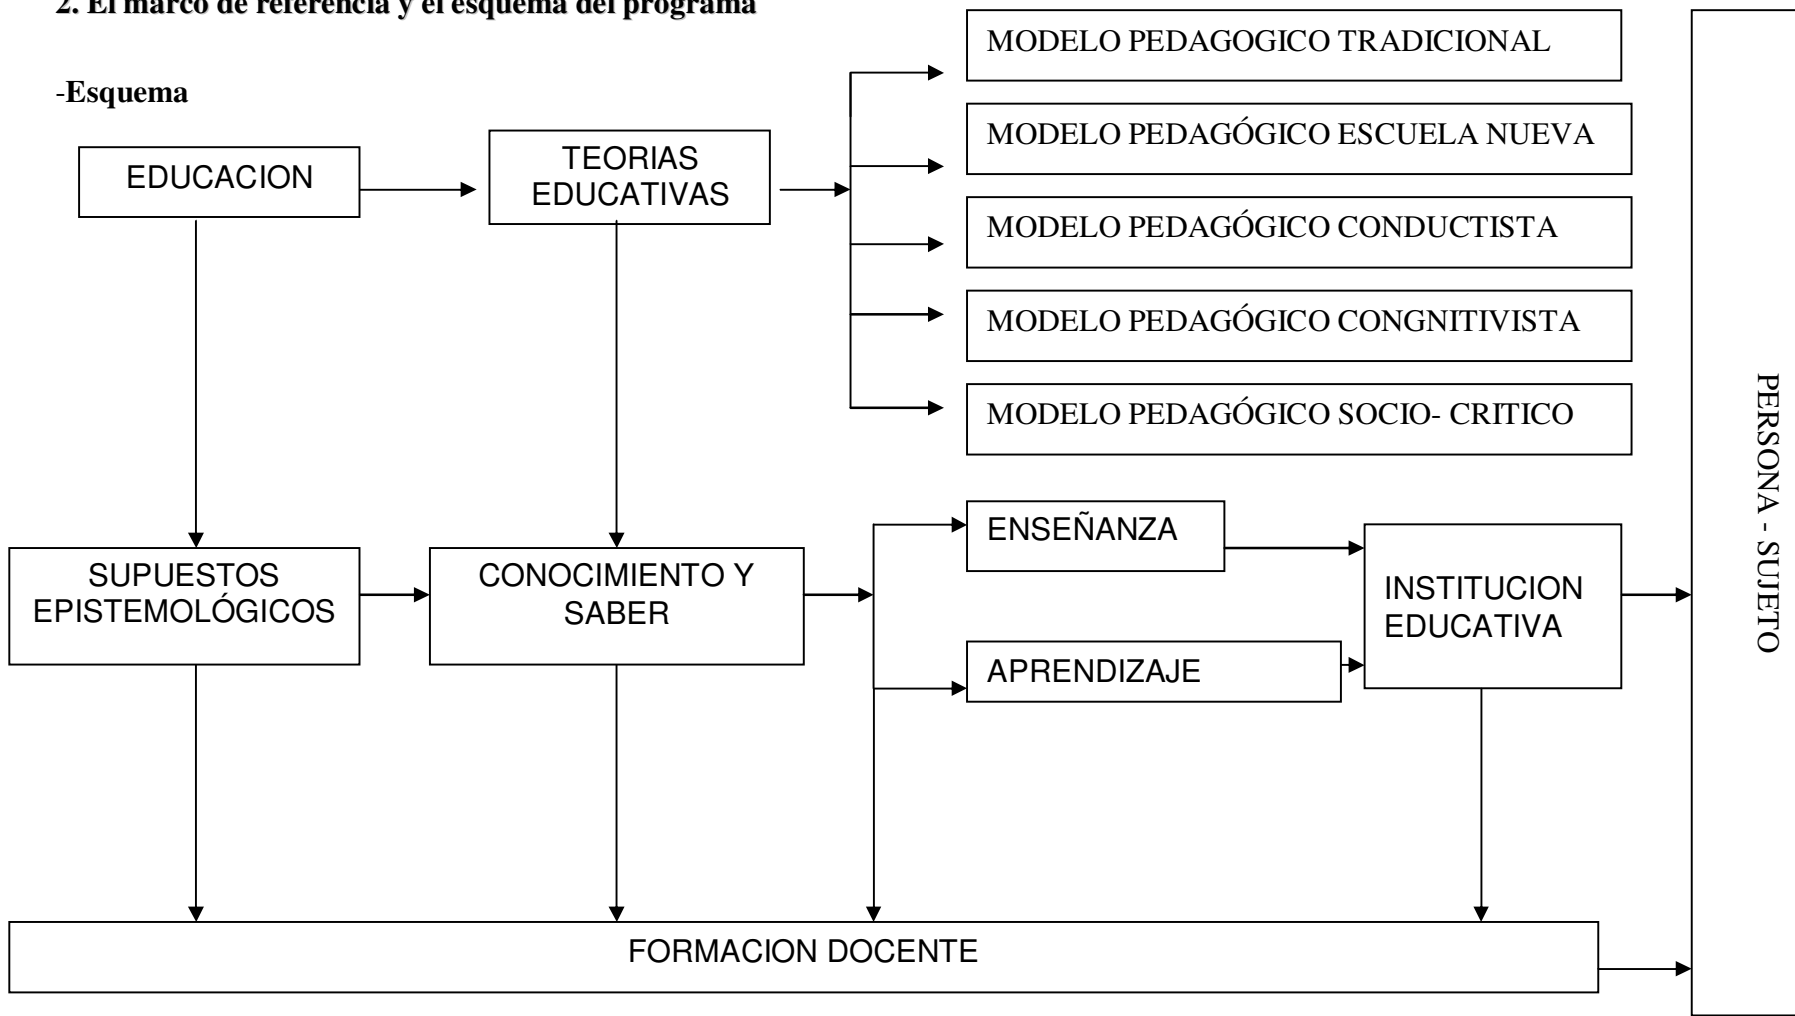 2. El marco de referencia y el esquema del programa
-Esquema
EDUCACION
TEORIAS
EDUCATIVAS
MODELO PEDAGOGICO TRADICIONAL
MODELO PEDAGÓGICO ESCUELA NUEVA
MODELO PEDAGÓGICO CONDUCTISTA
MODELO PEDAGÓGICO CONGNITIVISTA
MODELO PEDAGÓGICO SOCIO- CRITICO
SUPUESTOS
EPISTEMOLÓGICOS
CONOCIMIENTO Y
SABER
ENSEÑANZA
APRENDIZAJE
INSTITUCION
EDUCATIVA
PERSONA - SUJETO
FORMACION DOCENTE